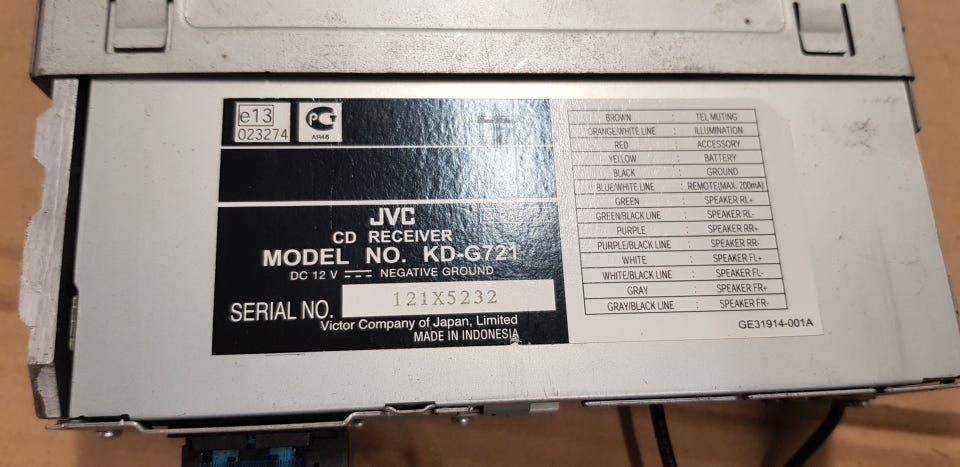 e13
023274
PG
AR46
JVC
CD RECEIVER
MODEL NO. KD-G721
DC 12 V NEGATIVE GROUND
SERIAL NO. 121X5232
Victor Company of Japan, Limited
MADE IN INDONESIA
BROWN : TEL MUTING
ORANGE/WHITE LINE : ILLUMINATION
RED : ACCESSORY
YELLOW : BATTERY
BLACK : GROUND
BLUE/WHITE LINE : REMOTE(MAX. 200mA)
GREEN : SPEAKER RL+
GREEN/BLACK LINE : SPEAKER RL-
PURPLE : SPEAKER RR+
PURPLE/BLACK LINE : SPEAKER RR-
WHITE : SPEAKER FL+
WHITE/BLACK LINE : SPEAKER FL-
GRAY : SPEAKER FR+
GRAY/BLACK LINE : SPEAKER FR-
GE31914-001A